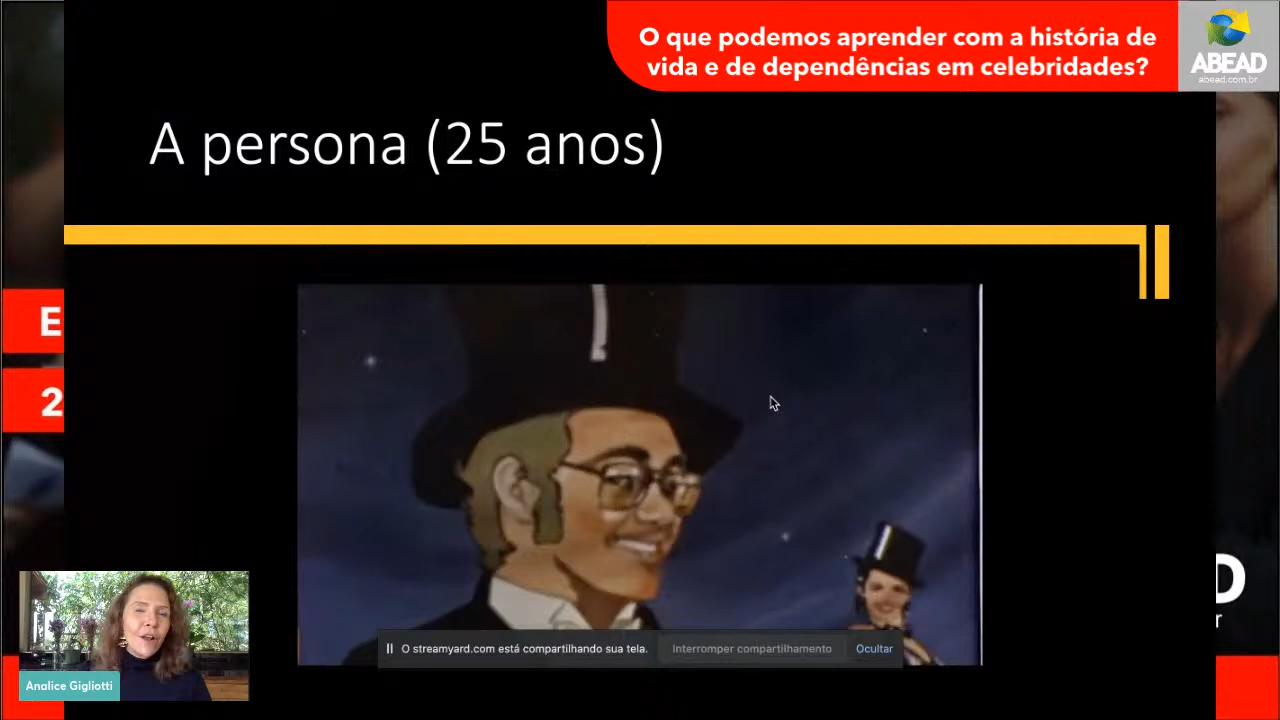 O que podemos aprender com a história de
vida e de dependências em celebridades?
ABEAD
abead.com.br
A persona (25 anos)
E
2
D
r
O streamyard.com está compartilhando sua tela.
Interromper compartilhamento
Ocultar
Analice Gigliotti